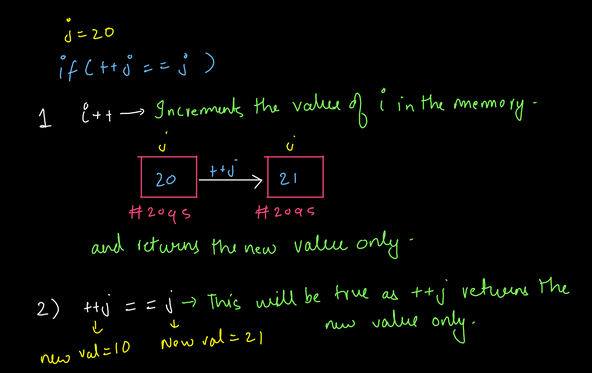 j = 20
if ( ++j == j )
1 i++ → Increments the value of i in the memory.
j j
20 ++j 21
#2095 #2095
and returns the new value only.
2) ++j == j → This will be true as ++j returns the
new value only.
new val = 10 New val = 21